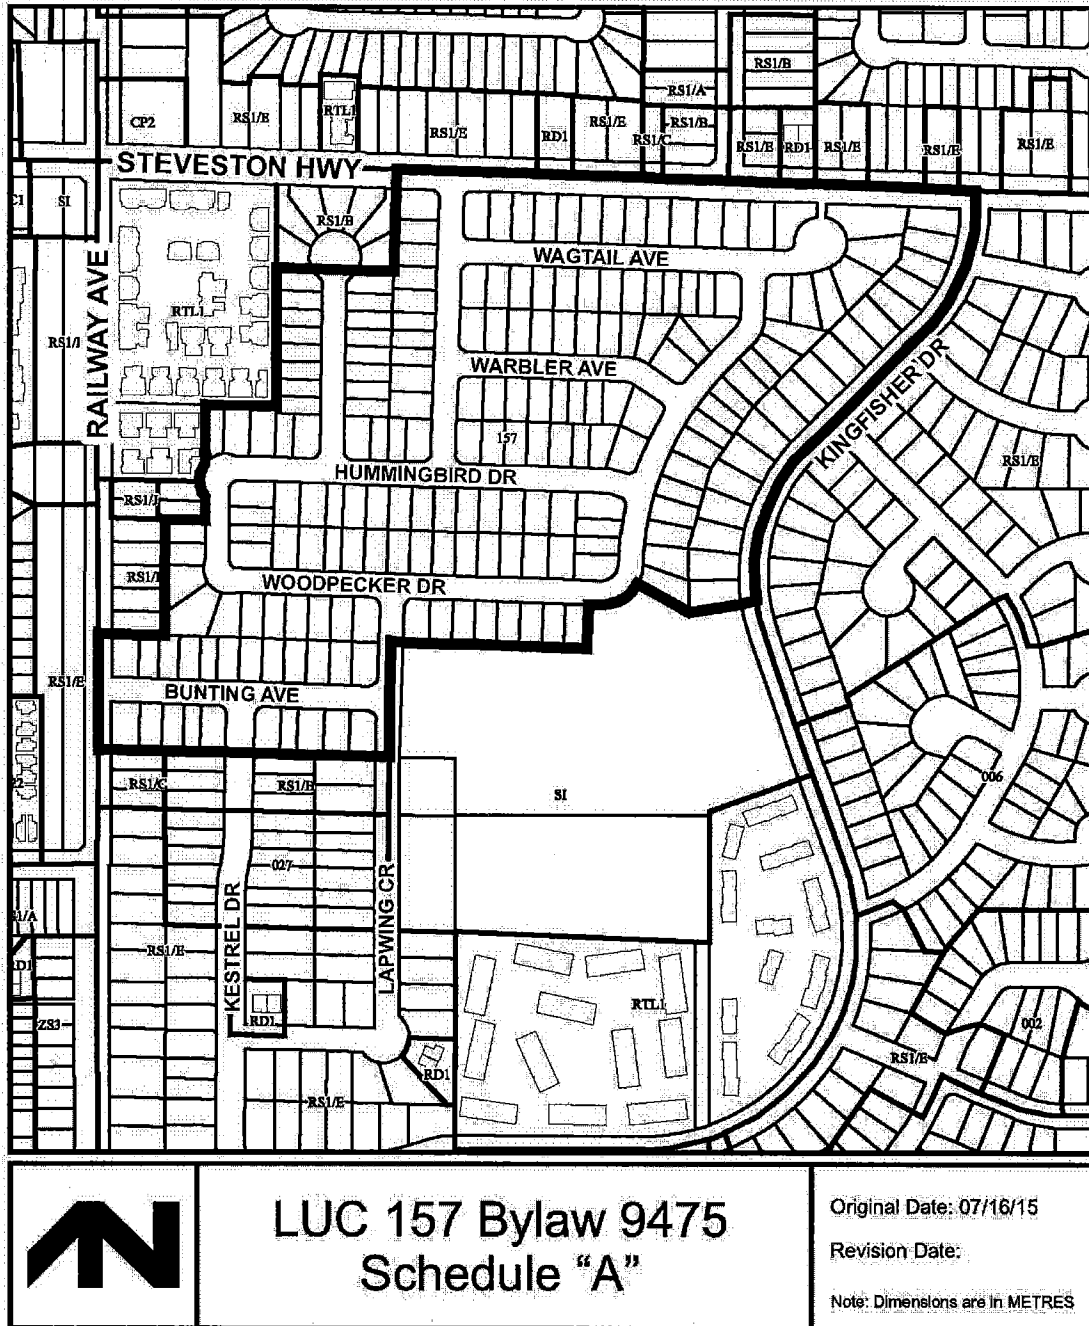 RS1/B
RS1/A
CP2
RS1/E
RTL1
RS1/E
RD1
RS1/E
RS1/C
RS1/B
RS1/E
RD1
RS1/E
RS1/E
RS1/E
STEVESTON HWY
SI
RS1/B
WAGTAIL AVE
RAILWAY AVE
RTL1
RS1/J
WARBLER AVE
KINGFISHER DR
157
RS1/E
HUMMINGBIRD DR
RS1/J
WOODPECKER DR
RS1/E
BUNTING AVE
RS1/C
RS1/B
SI
006
027
KESTREL DR
LAPWING CR
RS1/E
RTL1
RD1
ZS3
RD1
002
RS1/E
RS1/E
LUC 157 Bylaw 9475
Schedule "A"
Original Date: 07/16/15
Revision Date:
Note: Dimensions are in METRES